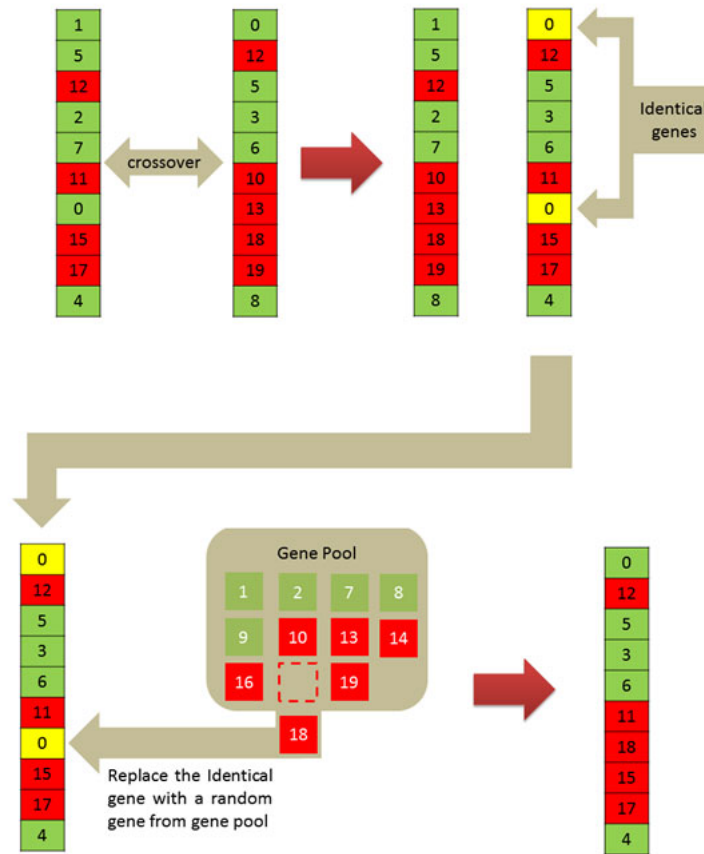 1 0 1 0
5 12 5 12
12 5 12 5
2 3 2 3
7 6 7 6
11 10 10 11
0 13 13 0
15 18 18 15
17 19 19 17
4 8 8 4
crossover
Identical
genes
0
12
5
3
6
11
0
15
17
4
Gene Pool
1 2 7 8
9 10 13 14
16 19
18
Replace the Identical
gene with a random
gene from gene pool
0
12
5
3
6
11
18
15
17
4